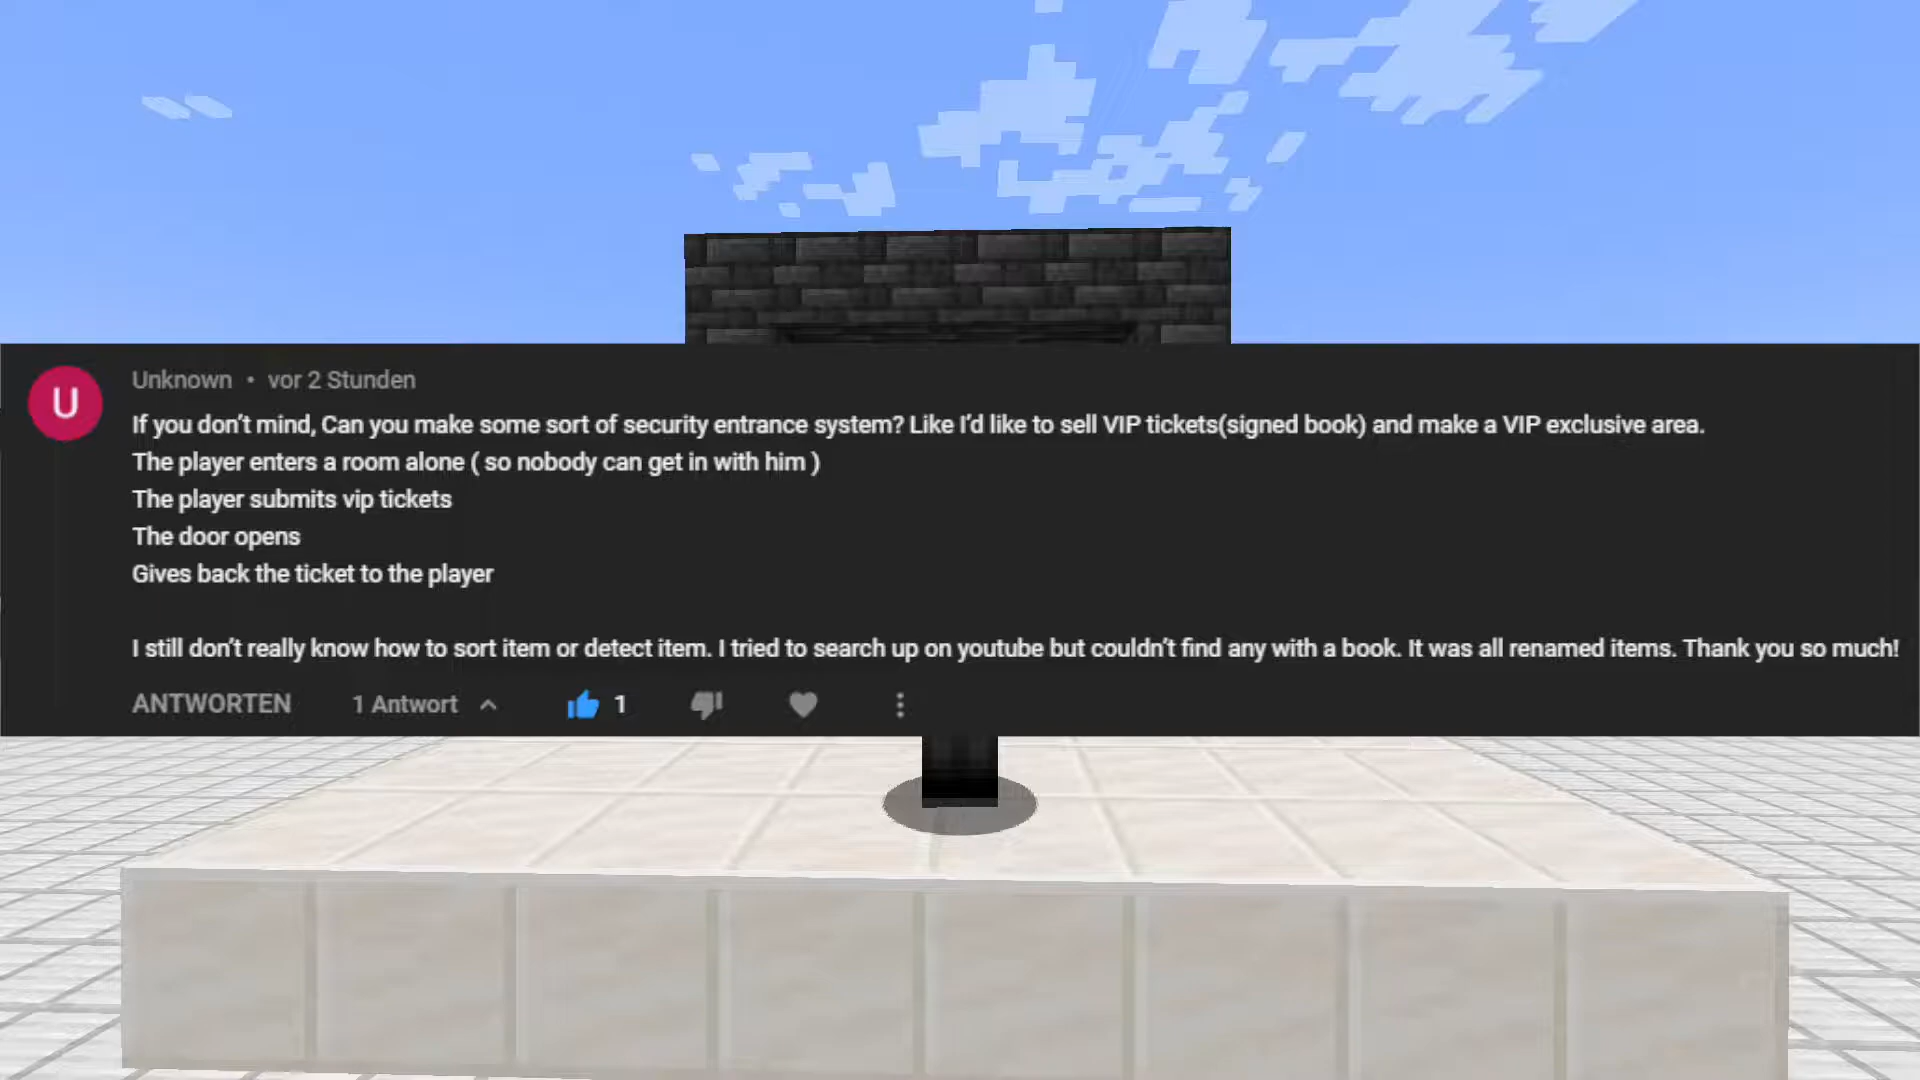 U
Unknown • vor 2 Stunden
If you don't mind, Can you make some sort of security entrance system? Like I'd like to sell VIP tickets(signed book) and make a VIP exclusive area.
The player enters a room alone ( so nobody can get in with him )
The player submits vip tickets
The door opens
Gives back the ticket to the player
I still don't really know how to sort item or detect item. I tried to search up on youtube but couldn't find any with a book. It was all renamed items. Thank you so much!
ANTWORTEN 1 Antwort 1